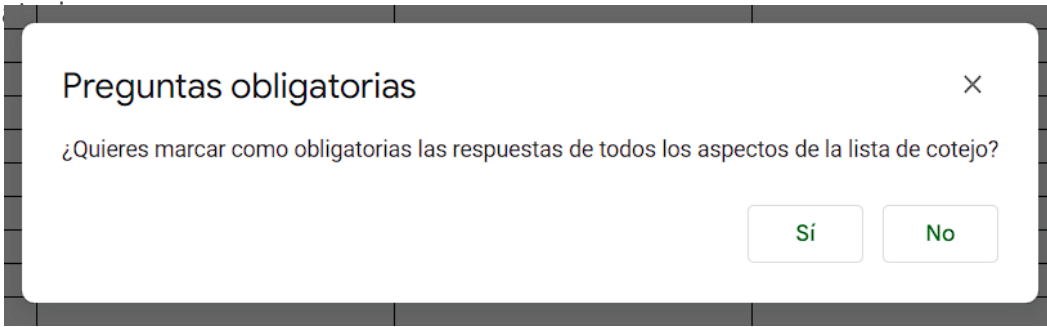 Preguntas obligatorias
¿Quieres marcar como obligatorias las respuestas de todos los aspectos de la lista de cotejo?
Sí
No